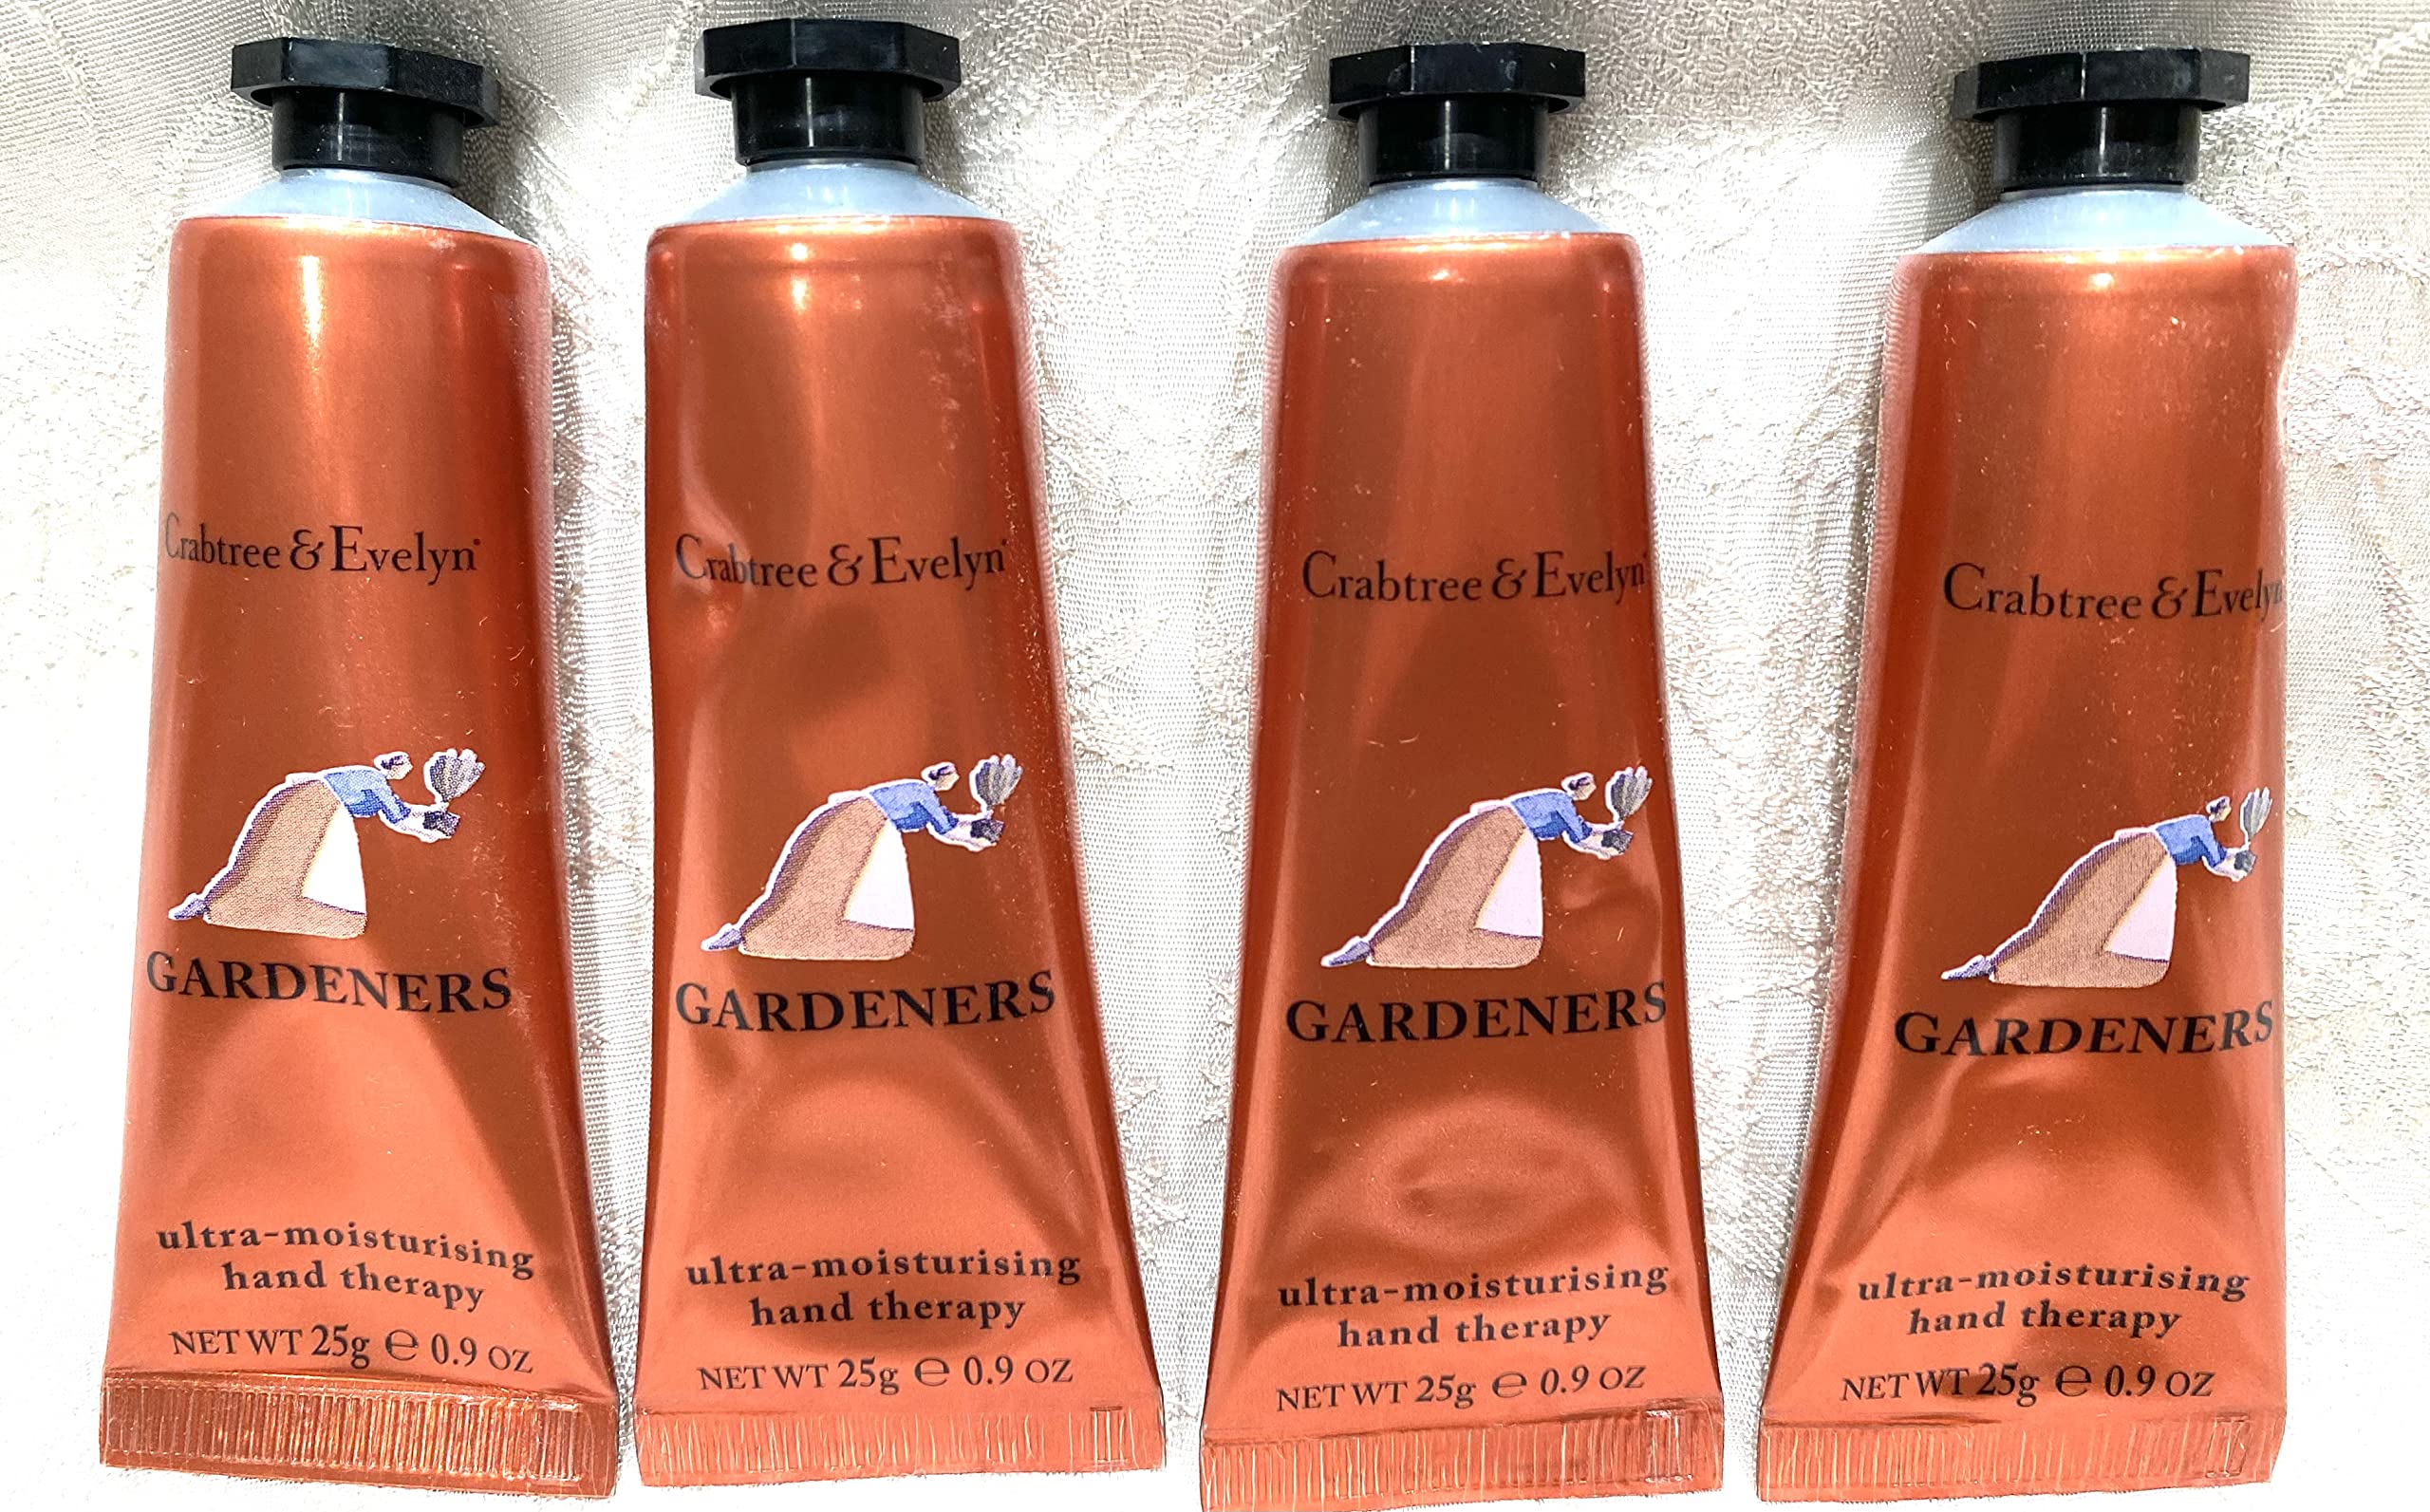 Crabtree & Evelyn
GARDENERS
ultra-moisturising
hand therapy
NET WT 25g ℮ 0.9 OZ
Crabtree & Evelyn
GARDENERS
ultra-moisturising
hand therapy
NET WT 25g ℮ 0.9 OZ
Crabtree & Evelyn
GARDENERS
ultra-moisturising
hand therapy
NET WT 25g ℮ 0.9 OZ
Crabtree & Evelyn
GARDENERS
ultra-moisturising
hand therapy
NET WT 25g ℮ 0.9 OZ